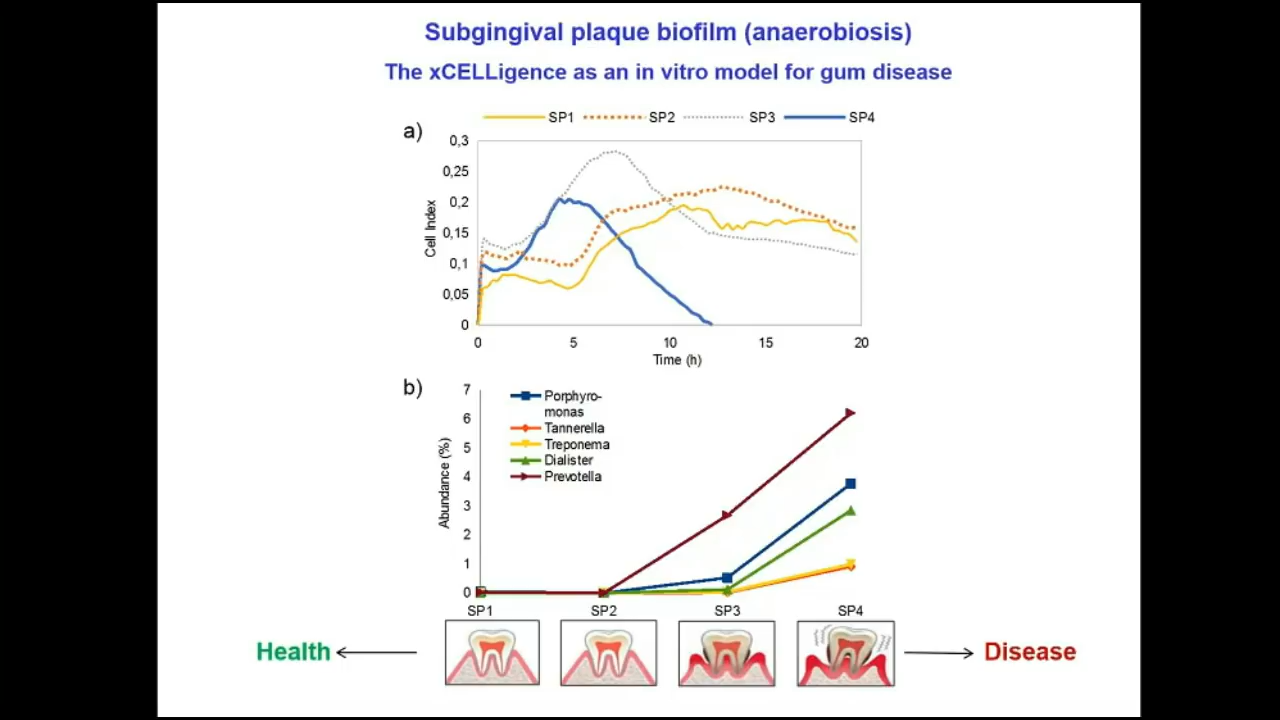 Subgingival plaque biofilm (anaerobiosis)
The xCELLigence as an in vitro model for gum disease
SP1 SP2 SP3 SP4
a)
0,3
0,25
0,2
0,15
0,1
0,05
0
Cell Index
0 5 10 15 20
Time (h)
b)
7
6
5
4
3
2
1
0
Abundance (%)
Porphyro-
monas
Tannerella
Treponema
Dialister
Prevotella
SP1 SP2 SP3 SP4
Health Disease